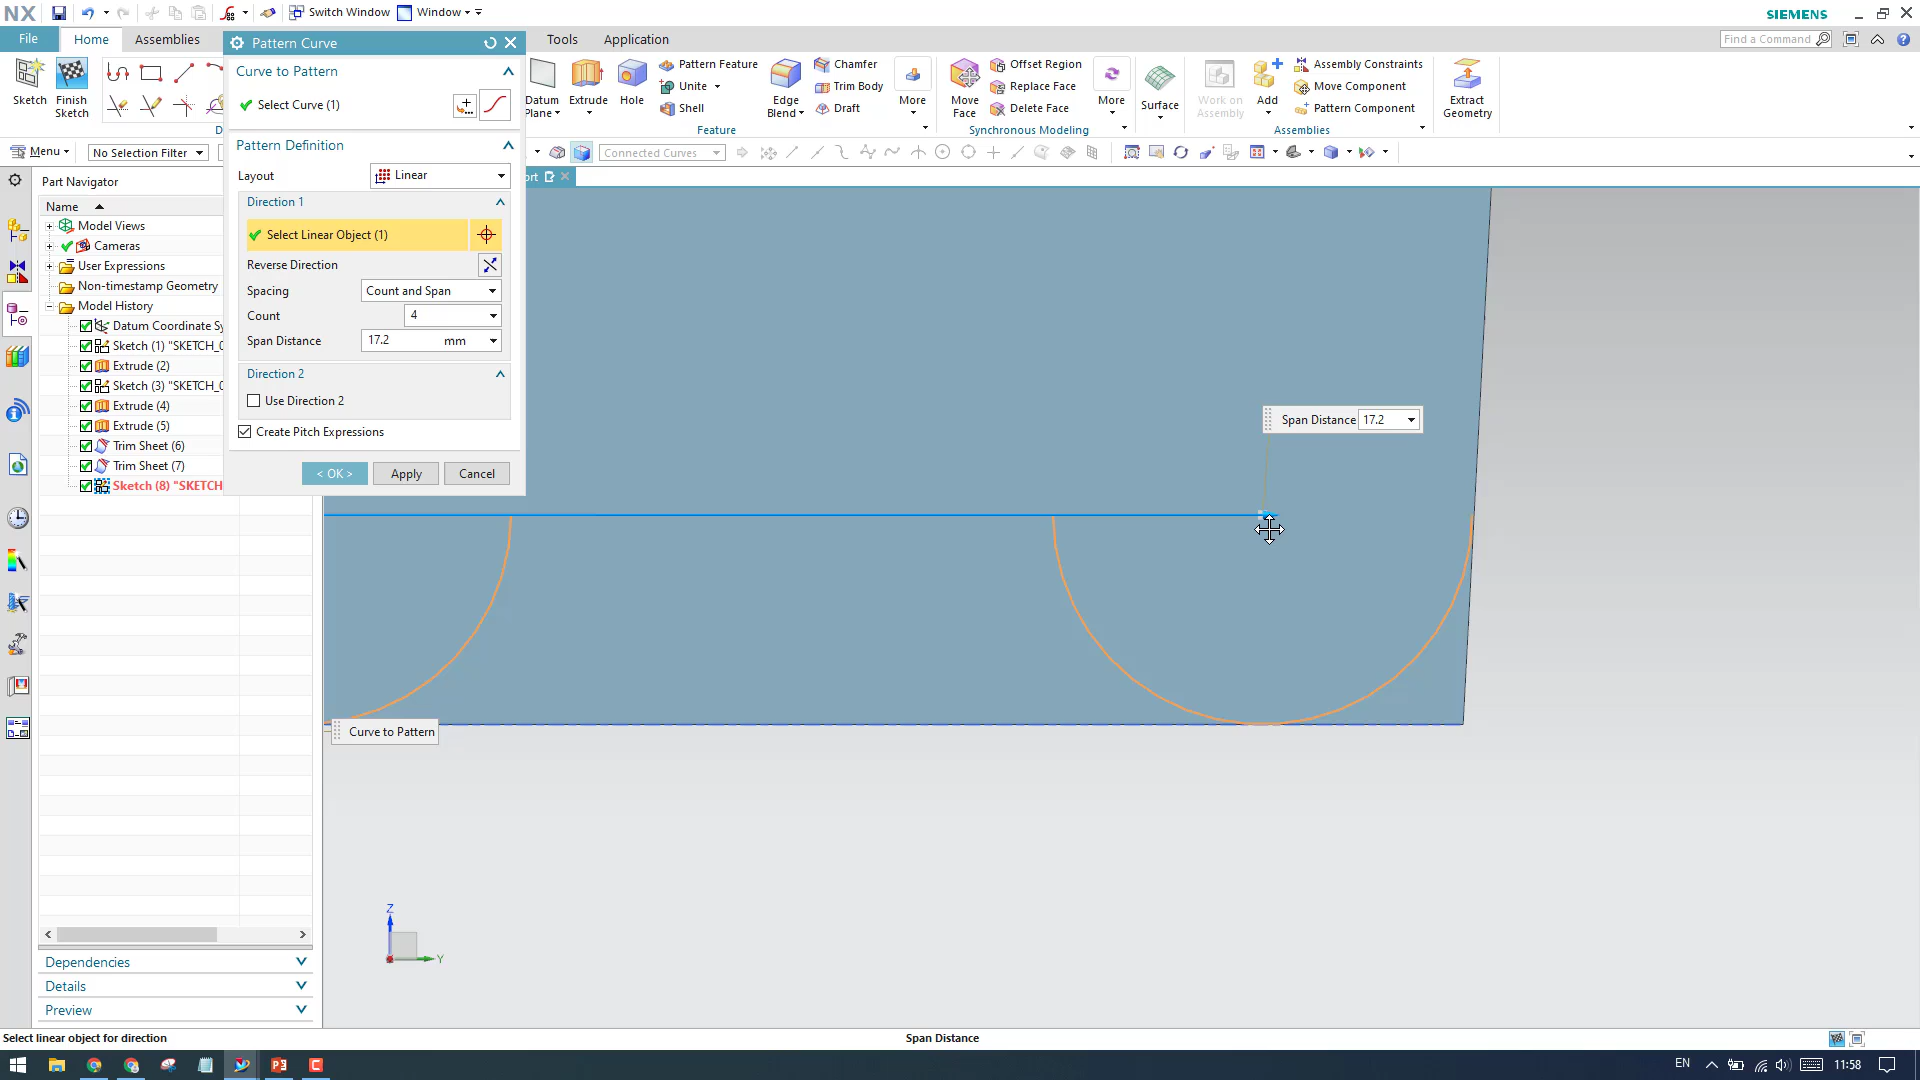 NX
Switch Window
Window
SIEMENS
File
Home
Assemblies
Tools
Application
Find a Command
Pattern Curve
Curve to Pattern
Select Curve (1)
Pattern Definition
Layout
Linear
Direction 1
Select Linear Object (1)
Reverse Direction
Spacing
Count and Span
Count
4
Span Distance
17.2
mm
Direction 2
Use Direction 2
Create Pitch Expressions
< OK >
Apply
Cancel
Sketch
Finish
Sketch
Datum
Plane
Extrude
Hole
Pattern Feature
Unite
Shell
Edge
Blend
Chamfer
Trim Body
Draft
More
Feature
Move
Face
Offset Region
Replace Face
Delete Face
More
Synchronous Modeling
Surface
Work on
Assembly
Add
Assembly Constraints
Move Component
Pattern Component
Assemblies
Extract
Geometry
Menu
No Selection Filter
Connected Curves
Part Navigator
ort
Name
Model Views
Cameras
User Expressions
Non-timestamp Geometry
Model History
Datum Coordinate Sy
Sketch (1) "SKETCH_0
Extrude (2)
Sketch (3) "SKETCH_0
Extrude (4)
Extrude (5)
Trim Sheet (6)
Trim Sheet (7)
Sketch (8) "SKETCH
Span Distance
17.2
Curve to Pattern
Z
Y
Dependencies
Details
Preview
Select linear object for direction
Span Distance
EN
11:58